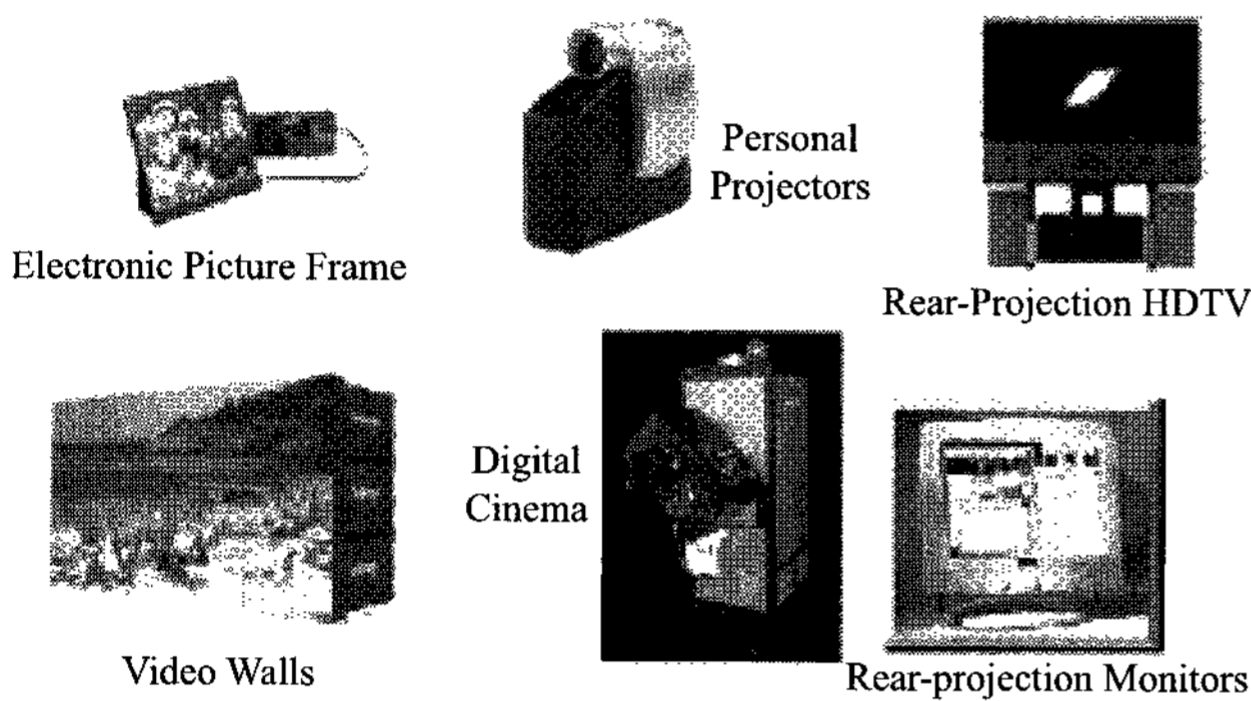 Personal
Projectors
Electronic Picture Frame
Rear-Projection HDTV
Digital
Cinema
Video Walls
Rear-projection Monitors